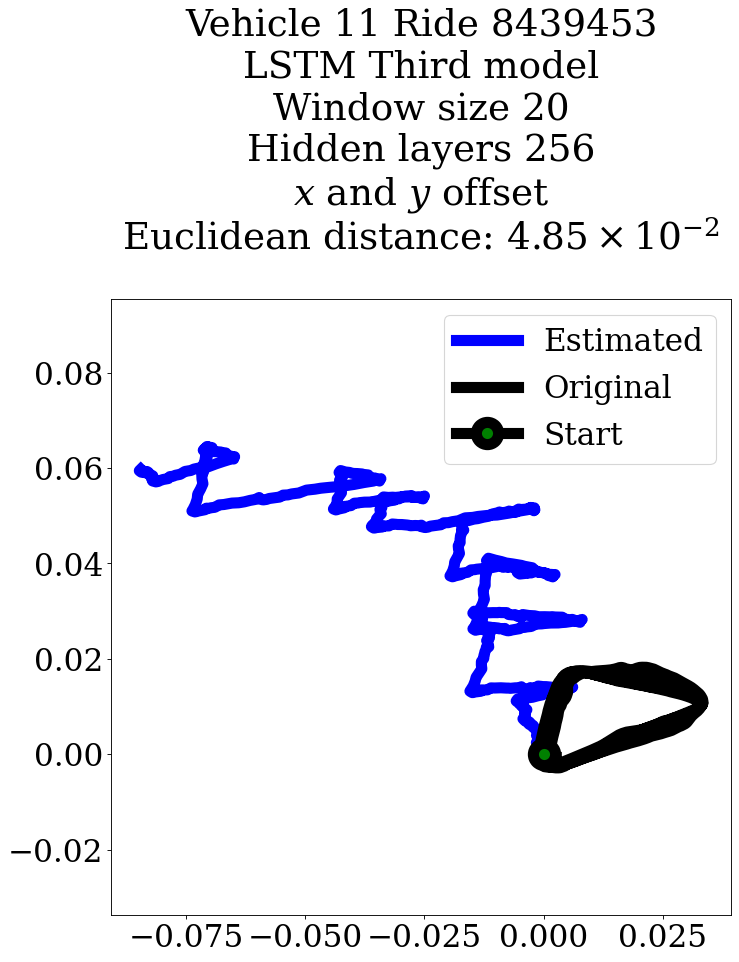 Vehicle 11 Ride 8439453
LSTM Third model
Window size 20
Hidden layers 256
x and y offset
Euclidean distance: 4.85 × 10⁻²
Estimated
Original
Start
0.08
0.06
0.04
0.02
0.00
−0.02
−0.075 −0.050 −0.025 0.000 0.025